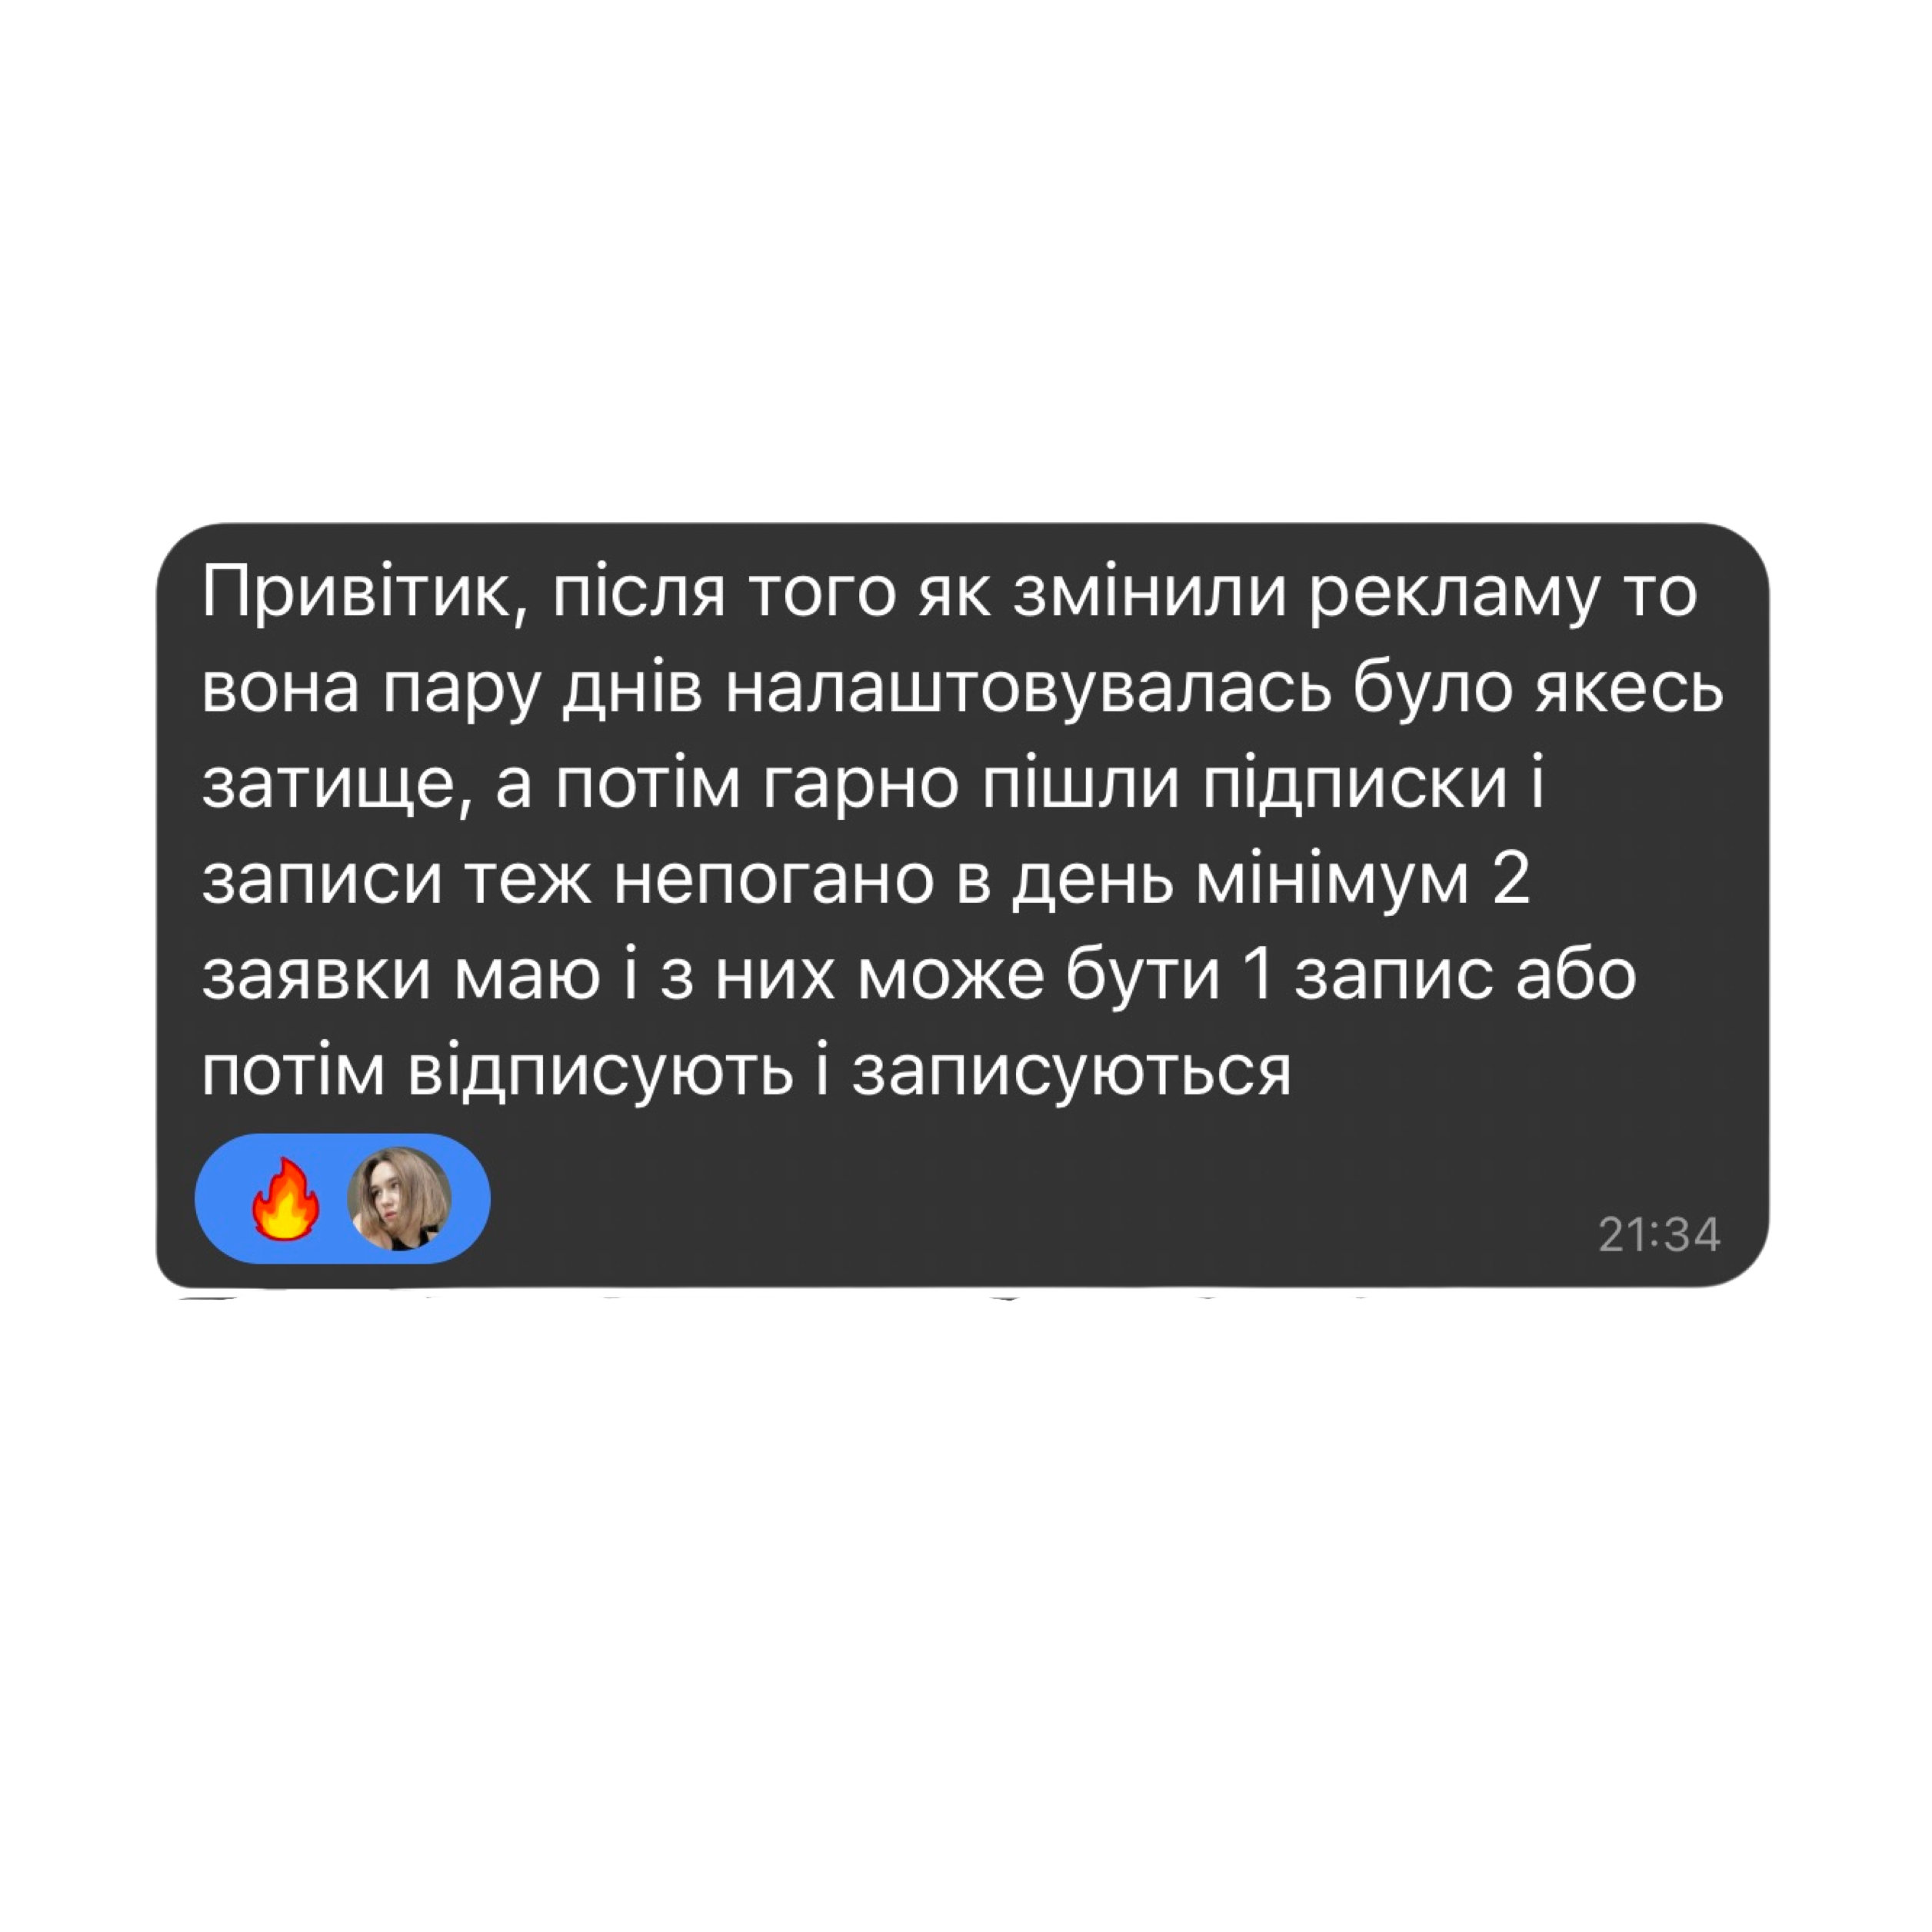 Привітик, після того як змінили рекламу то
вона пару днів налаштовувалась було якесь
затище, а потім гарно пішли підписки і
записи теж непогано в день мінімум 2
заявки маю і з них може бути 1 запис або
потім відписують і записуються
21:34